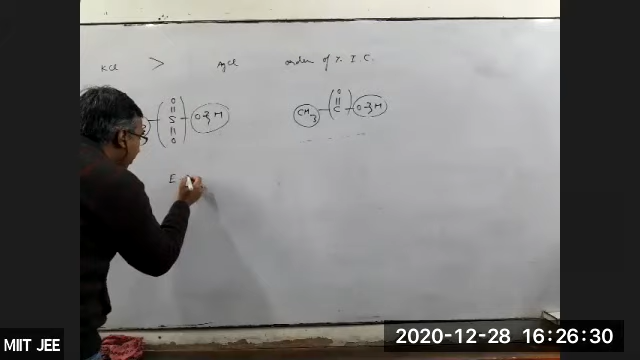 KCl > AgCl order of % I.C.
O O
|| ||
S - O⌇H CH3 - C - O⌇H
||
O
E
MIIT JEE 2020-12-28 16:26:30